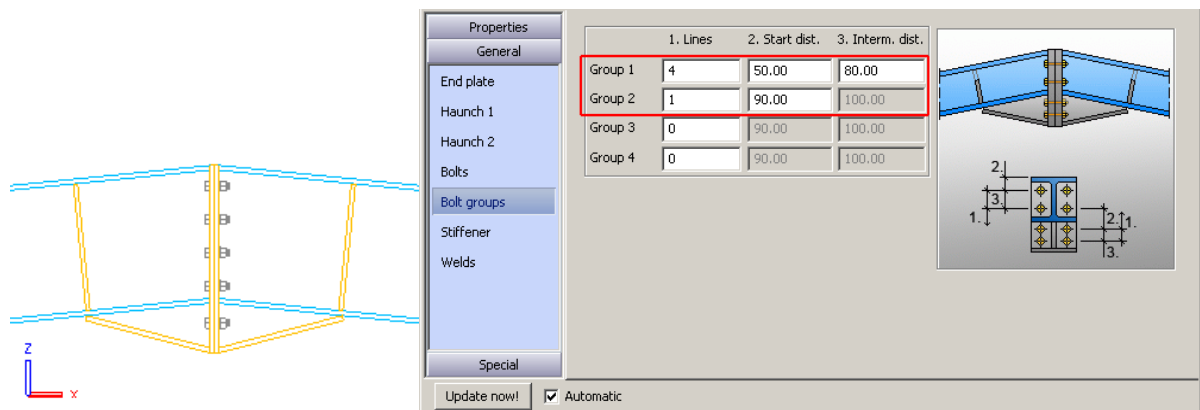 Properties
General
End plate
Haunch 1
Haunch 2
Bolts
Bolt groups
Stiffener
Welds
Special
Update now! Automatic
1. Lines 2. Start dist. 3. Interm. dist.
Group 1 4 50.00 80.00
Group 2 1 90.00 100.00
Group 3 0 90.00 100.00
Group 4 0 90.00 100.00
2.
3.
1.
2. 1.
3.
Z
X